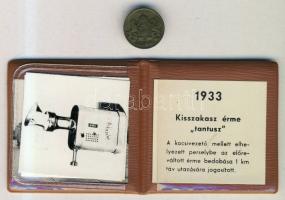 1933
Kisszakasz érme
„tantusz”
A kocsivezető mellett elhe-
lyezett perselybe az előre-
váltott érme bedobása 1 km
táv utazására jogosított.